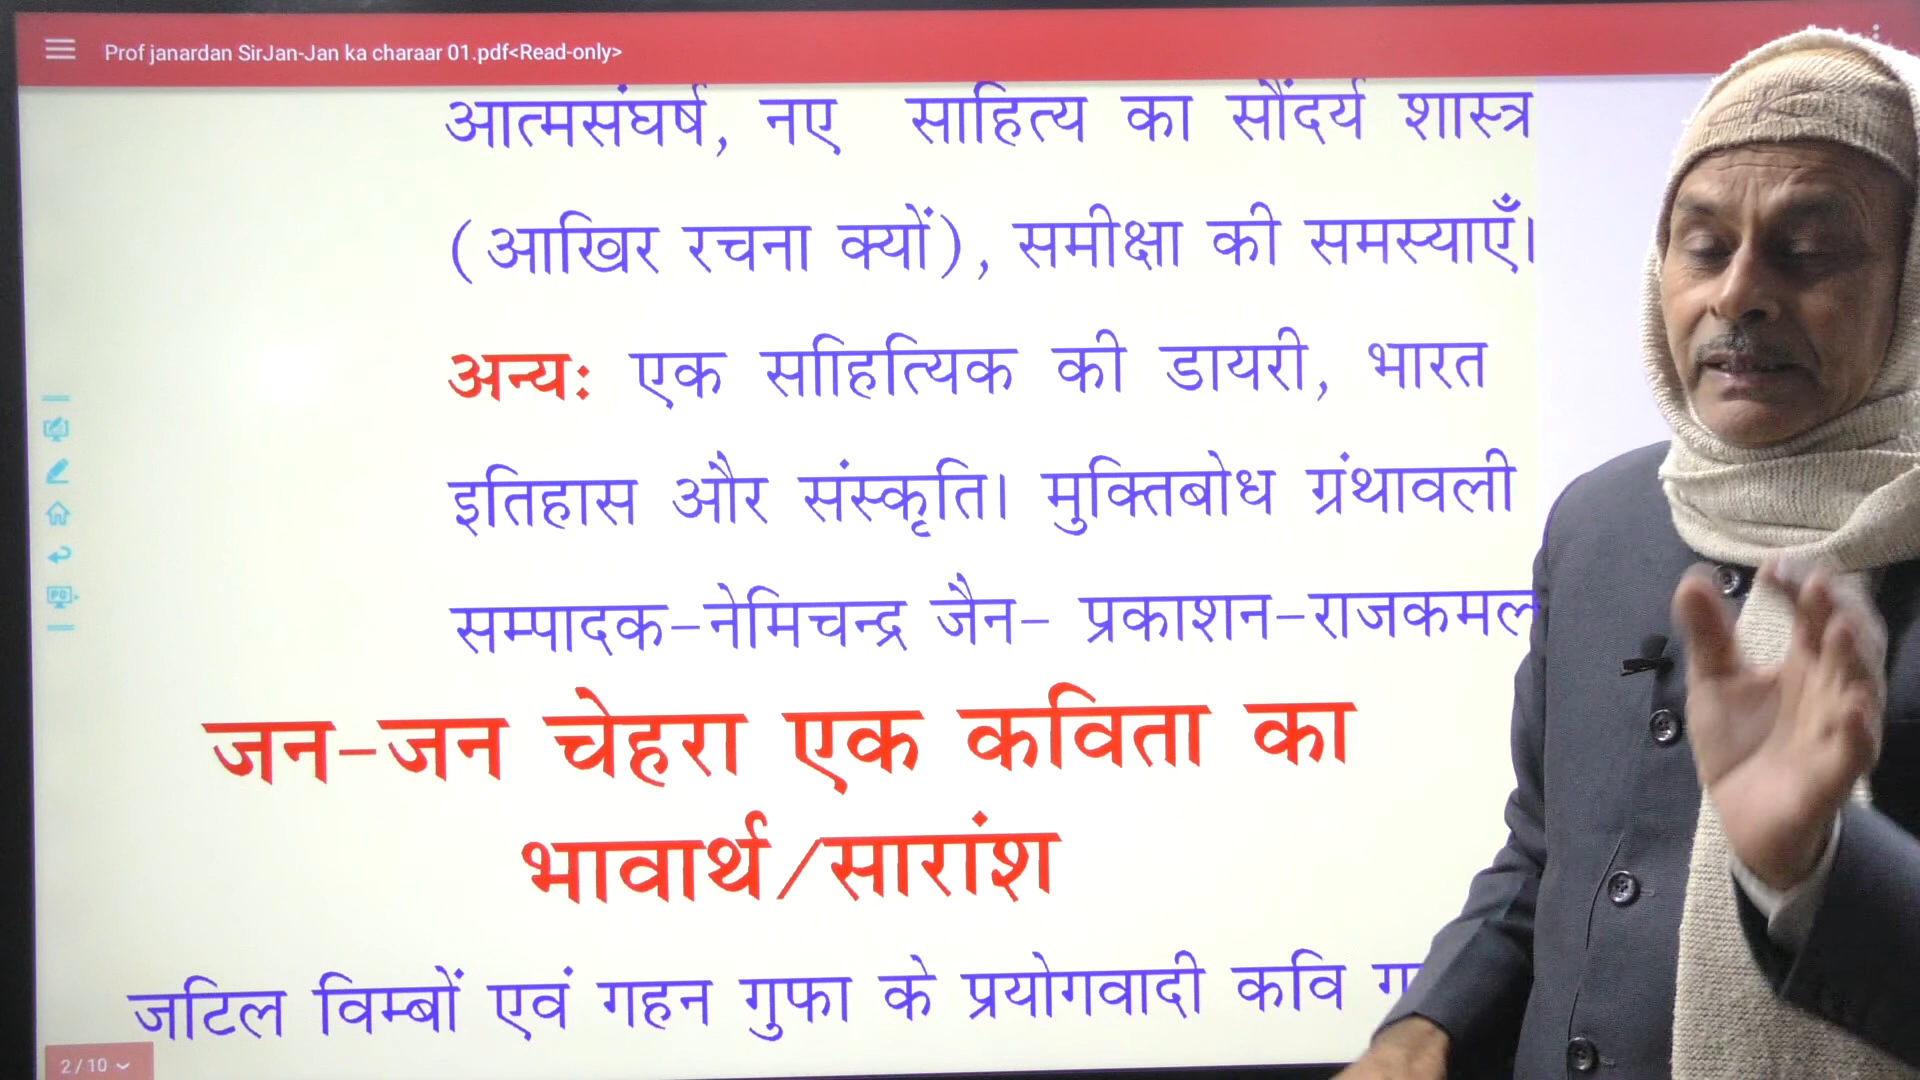 Prof janardan SirJan-Jan ka charaar 01.pdf<Read-only>
आत्मसंघर्ष, नए साहित्य का सौंदर्य शास्त्र
(आखिर रचना क्यों), समीक्षा की समस्याएँ।
अन्यः एक साहित्यिक की डायरी, भारत
इतिहास और संस्कृति। मुक्तिबोध ग्रंथावली
सम्पादक-नेमिचन्द्र जैन- प्रकाशन-राजकमल
जन-जन चेहरा एक कविता का
भावार्थ/सारांश
जटिल विम्बों एवं गहन गुफा के प्रयोगवादी कवि
2 / 10